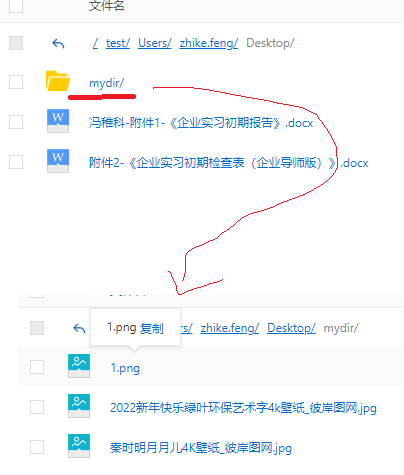 文件名
/ test/ Users/ zhike.feng/ Desktop/
mydir/
冯稚科-附件1-《企业实习初期报告》.docx
附件2-《企业实习初期检查表（企业导师版）》.docx
1.png 复制
rs/ zhike.feng/ Desktop/ mydir/
1.png
2022新年快乐绿叶环保艺术字4k壁纸_彼岸图网.jpg
秦时明月月儿4K壁纸_彼岸图网.jpg